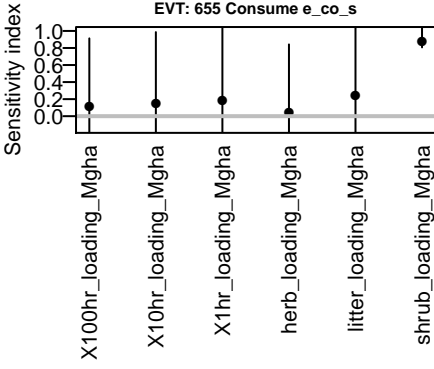 EVT: 655 Consume e_co_s
Sensitivity index
1.0
0.8
0.6
0.4
0.2
0.0
X100hr_loading_Mgha
X10hr_loading_Mgha
X1hr_loading_Mgha
herb_loading_Mgha
litter_loading_Mgha
shrub_loading_Mgha